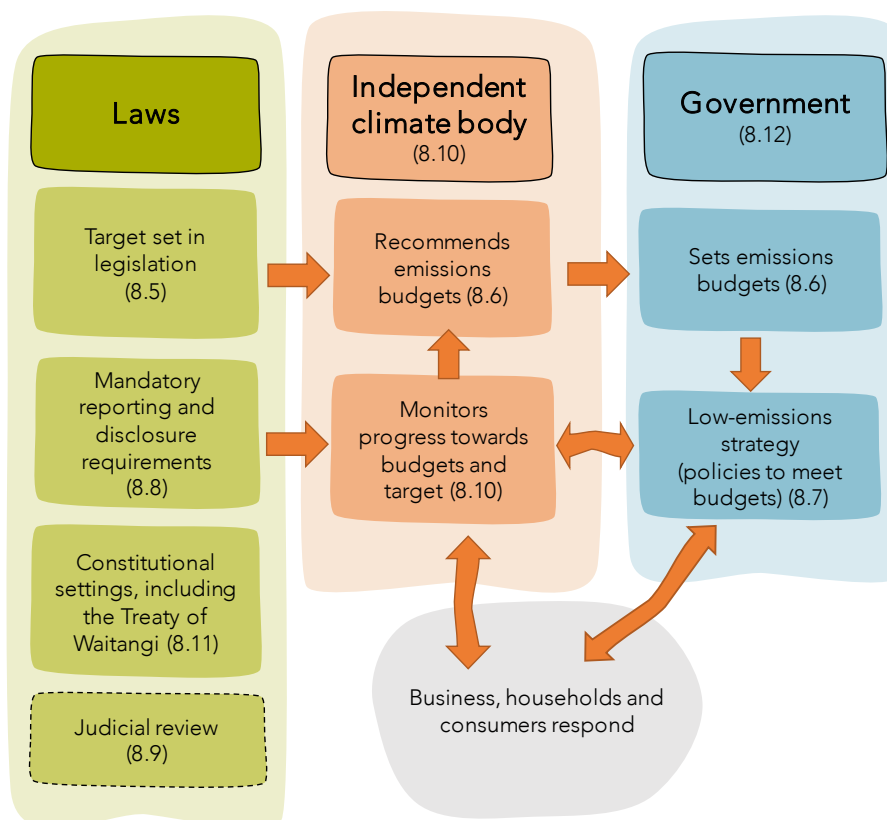 Laws
Target set in
legislation
(8.5)
Mandatory
reporting and
disclosure
requirements
(8.8)
Constitutional
settings, including
the Treaty of
Waitangi (8.11)
Judicial review
(8.9)
Independent
climate body
(8.10)
Recommends
emissions
budgets (8.6)
Monitors
progress towards
budgets and
target (8.10)
Government
(8.12)
Sets emissions
budgets (8.6)
Low-emissions
strategy
(policies to meet
budgets) (8.7)
Business, households and
consumers respond